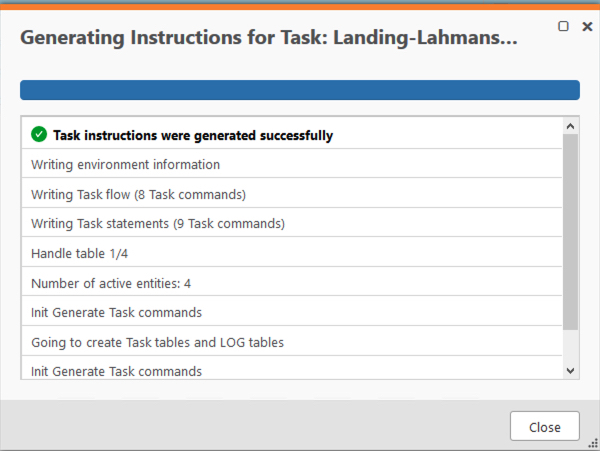 Generating Instructions for Task: Landing-Lahmans...
Task instructions were generated successfully
Writing environment information
Writing Task flow (8 Task commands)
Writing Task statements (9 Task commands)
Handle table 1/4
Number of active entities: 4
Init Generate Task commands
Going to create Task tables and LOG tables
Init Generate Task commands
Close